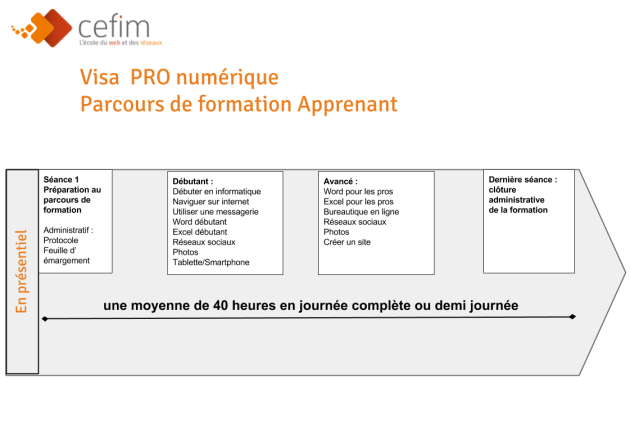 cefim
L'école du web et des réseaux
Visa PRO numérique
Parcours de formation Apprenant
En présentiel
Séance 1
Préparation au
parcours de
formation
Administratif :
Protocole
Feuille d'
émargement
Débutant :
Débuter en informatique
Naviguer sur internet
Utiliser une messagerie
Word débutant
Excel débutant
Réseaux sociaux
Photos
Tablette/Smartphone
Avancé :
Word pour les pros
Excel pour les pros
Bureautique en ligne
Réseaux sociaux
Photos
Créer un site
Dernière séance :
clôture
administrative
de la formation
une moyenne de 40 heures en journée complète ou demi journée